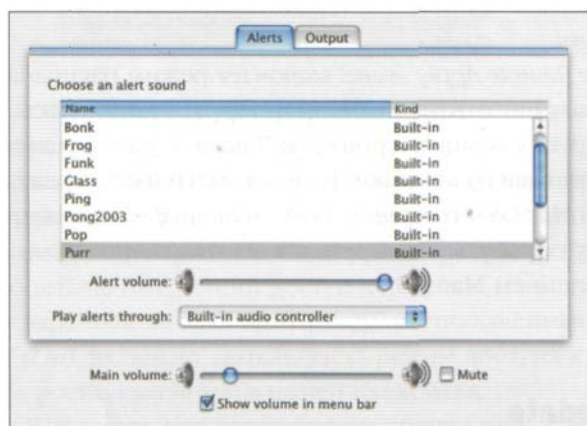 Alerts Output
Choose an alert sound
Name Kind
Bonk Built-in
Frog Built-in
Funk Built-in
Glass Built-in
Ping Built-in
Pong2003 Built-in
Pop Built-in
Purr Built-in
Alert volume:
Play alerts through: Built-in audio controller
Main volume: Mute
Show volume in menu bar